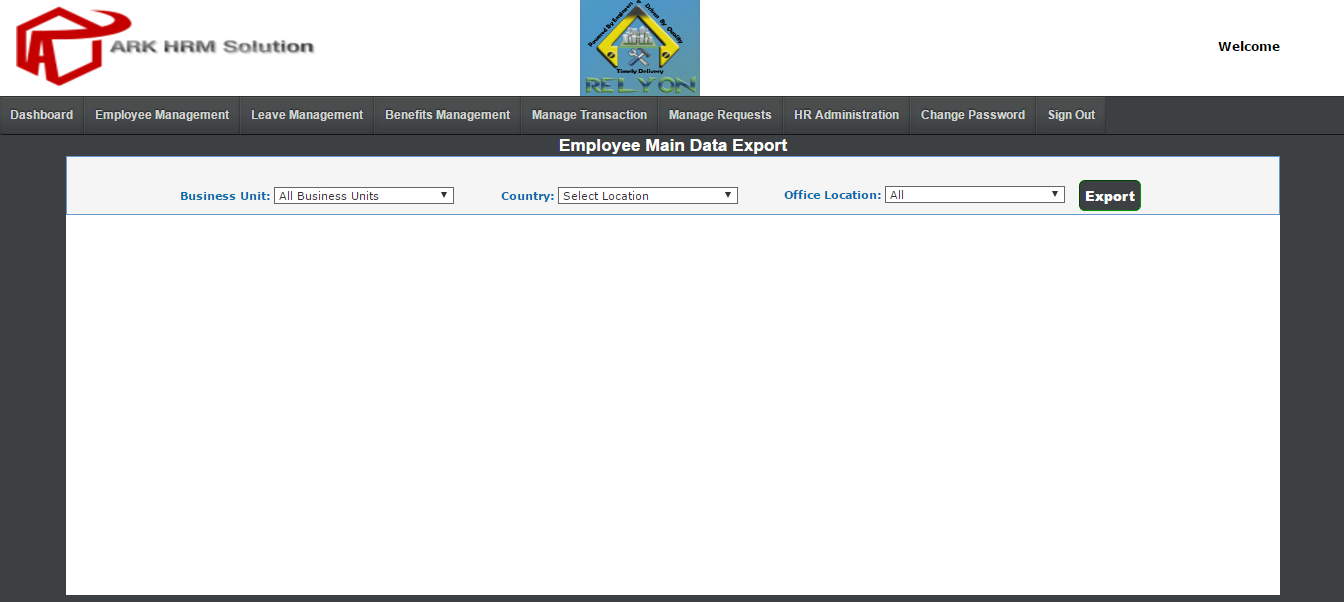 ARK HRM Solution
Powered By Engineers & Driven By Quality
Timely Delivery
RELYON
Welcome
Dashboard Employee Management Leave Management Benefits Management Manage Transaction Manage Requests HR Administration Change Password Sign Out
Employee Main Data Export
Business Unit: All Business Units Country: Select Location Office Location: All Export